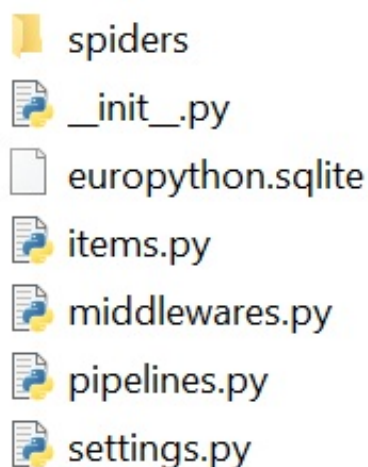 spiders
__init__.py
europython.sqlite
items.py
middlewares.py
pipelines.py
settings.py